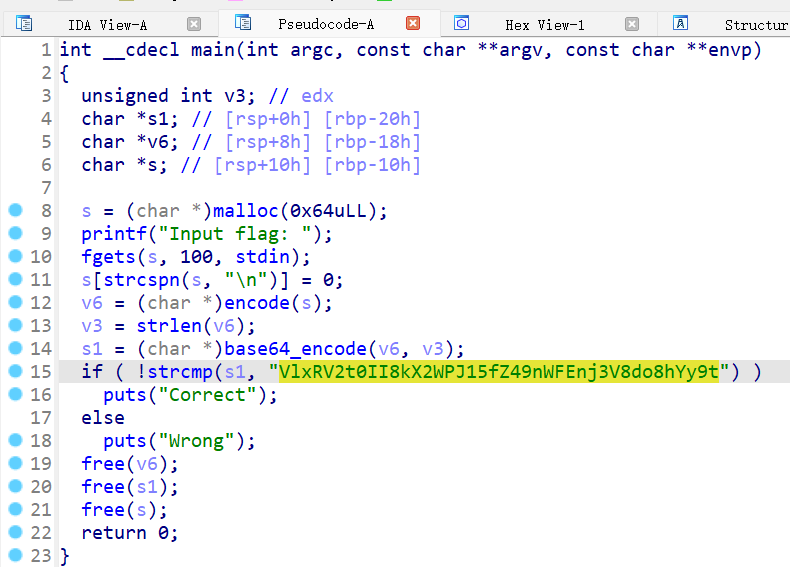 IDA View-A Pseudocode-A Hex View-1 Structur
1 int __cdecl main(int argc, const char **argv, const char **envp)
2 {
3 unsigned int v3; // edx
4 char *s1; // [rsp+0h] [rbp-20h]
5 char *v6; // [rsp+8h] [rbp-18h]
6 char *s; // [rsp+10h] [rbp-10h]
7
8 s = (char *)malloc(0x64uLL);
9 printf("Input flag: ");
10 fgets(s, 100, stdin);
11 s[strcspn(s, "\n")] = 0;
12 v6 = (char *)encode(s);
13 v3 = strlen(v6);
14 s1 = (char *)base64_encode(v6, v3);
15 if ( !strcmp(s1, "VlxRV2t0II8kX2WPJ15fZ49nWFEnj3V8do8hYy9t") )
16 puts("Correct");
17 else
18 puts("Wrong");
19 free(v6);
20 free(s1);
21 free(s);
22 return 0;
23 }